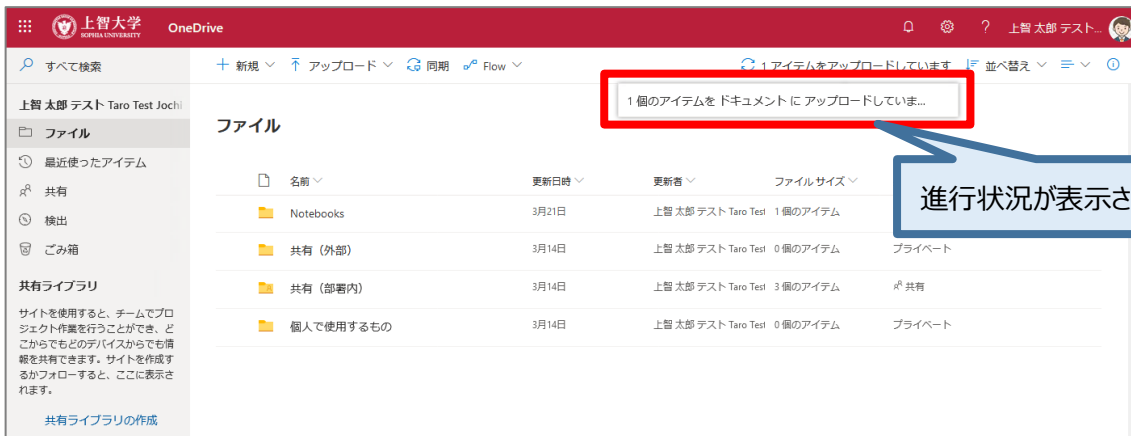 上智大学
SOPHIA UNIVERSITY
OneDrive
? 上智 太郎 テスト...
すべて検索
+ 新規 アップロード 同期 Flow
1 アイテムをアップロードしています 並べ替え
1 個のアイテムを ドキュメント に アップロードしていま...
上智 太郎 テスト Taro Test Jochi
ファイル
最近使ったアイテム
共有
検出
ごみ箱
共有ライブラリ
サイトを使用すると、チームでプロ
ジェクト作業を行うことができ、ど
こからでもどのデバイスからでも情
報を共有できます。サイトを作成す
るかフォローすると、ここに表示さ
れます。
共有ライブラリの作成
ファイル
名前 更新日時 更新者 ファイル サイズ
Notebooks 3月21日 上智 太郎 テスト Taro Test 1 個のアイテム
共有（外部） 3月14日 上智 太郎 テスト Taro Test 0 個のアイテム プライベート
共有（部署内） 3月14日 上智 太郎 テスト Taro Test 3 個のアイテム 共有
個人で使用するもの 3月14日 上智 太郎 テスト Taro Test 0 個のアイテム プライベート
進行状況が表示さ